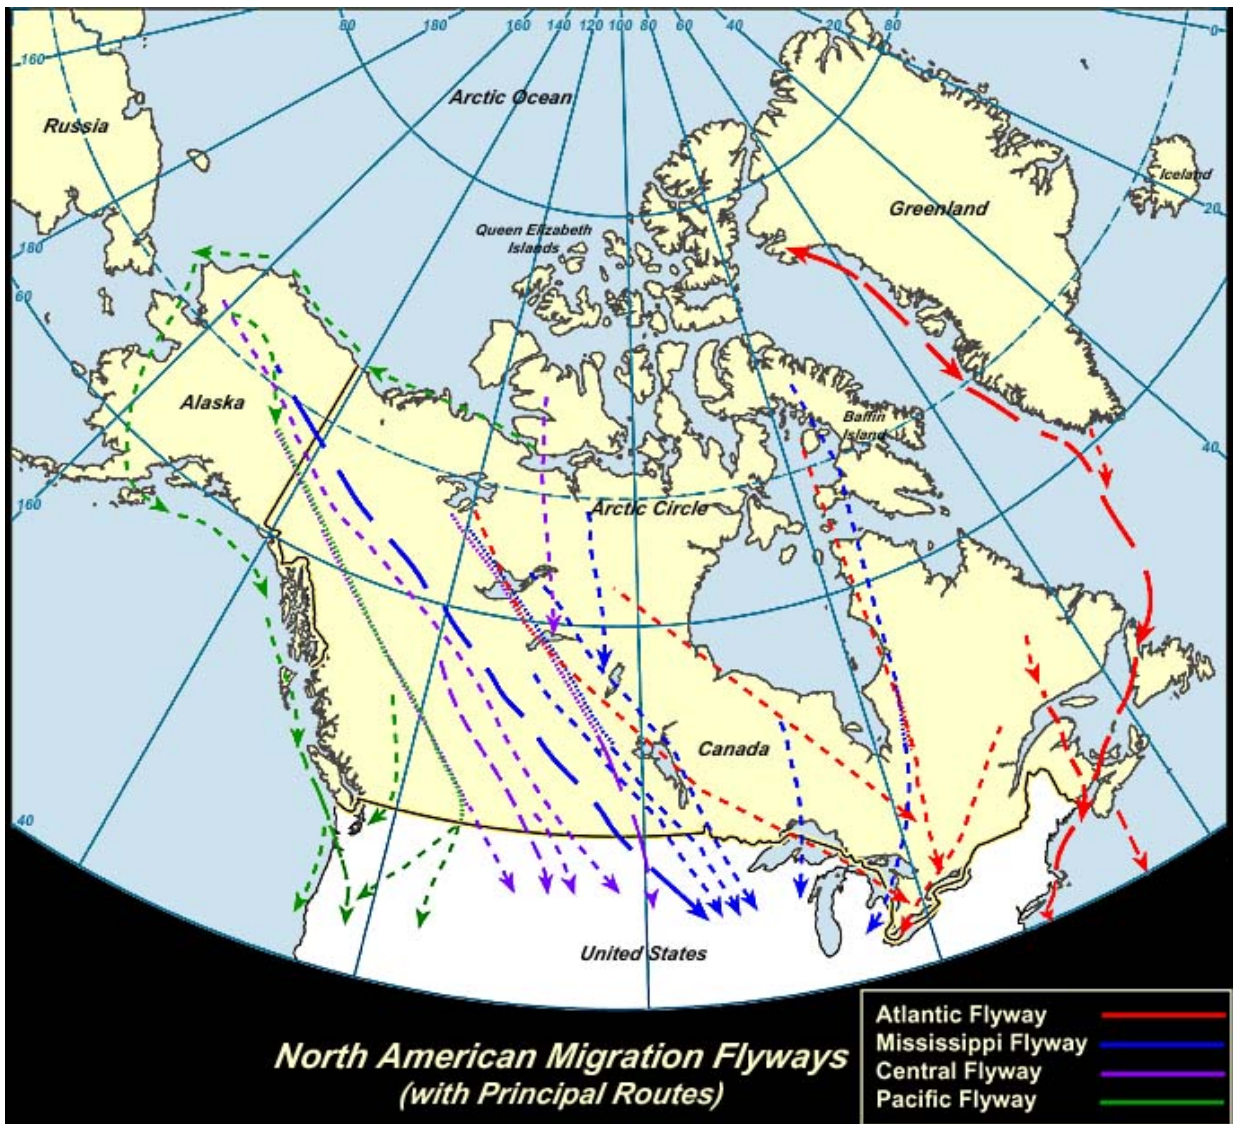 80
180
160
140
120
100
80
60
20
80
0
160
Arctic Ocean
Russia
Iceland
Greenland
20
Queen Elizabeth
Islands
180
60
Alaska
Baffin
Island
40
160
Arctic Circle
Canada
40
United States
North American Migration Flyways
(with Principal Routes)
Atlantic Flyway
Mississippi Flyway
Central Flyway
Pacific Flyway